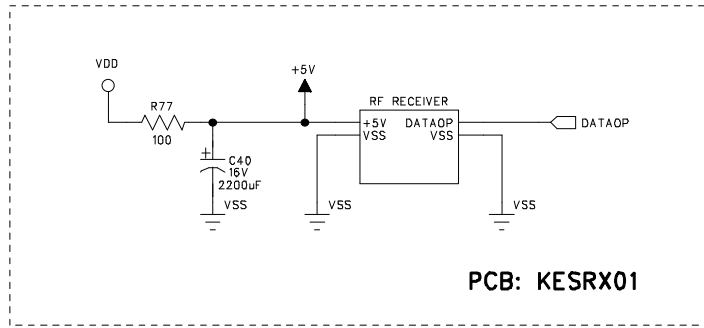 VDD
+5V
R77
100
RF RECEIVER
+5V DATAOP
VSS VSS
DATAOP
+
C40
16V
2200uF
VSS
VSS
VSS
PCB: KESRX01